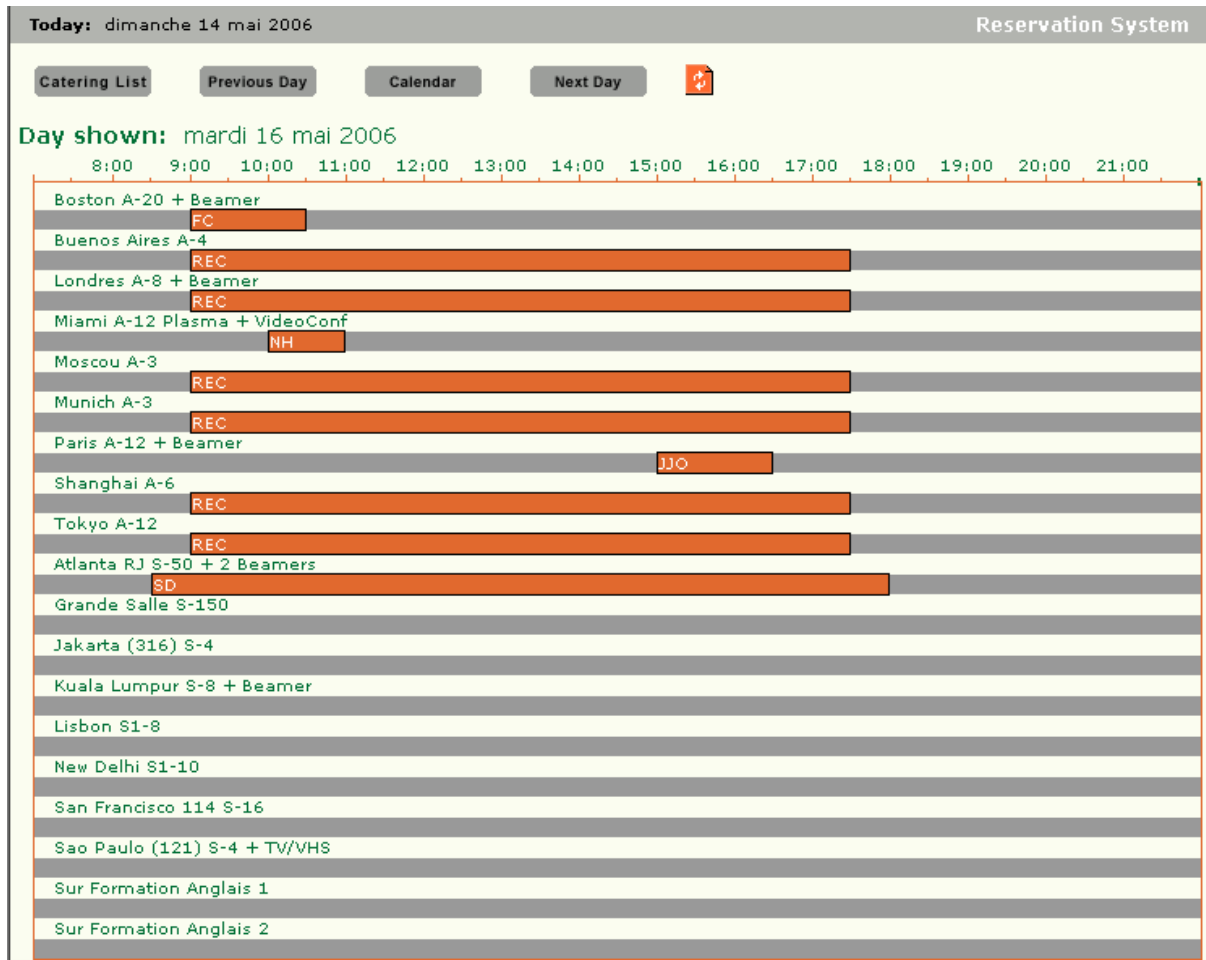 Today: dimanche 14 mai 2006 Reservation System
Catering List Previous Day Calendar Next Day
Day shown: mardi 16 mai 2006
8:00 9:00 10:00 11:00 12:00 13:00 14:00 15:00 16:00 17:00 18:00 19:00 20:00 21:00
Boston A-20 + Beamer
FC
Buenos Aires A-4
REC
Londres A-8 + Beamer
REC
Miami A-12 Plasma + VideoConf
NH
Moscou A-3
REC
Munich A-3
REC
Paris A-12 + Beamer
JJO
Shanghai A-6
REC
Tokyo A-12
REC
Atlanta RJ S-50 + 2 Beamers
SD
Grande Salle S-150
Jakarta (316) S-4
Kuala Lumpur S-8 + Beamer
Lisbon S1-8
New Delhi S1-10
San Francisco 114 S-16
Sao Paulo (121) S-4 + TV/VHS
Sur Formation Anglais 1
Sur Formation Anglais 2